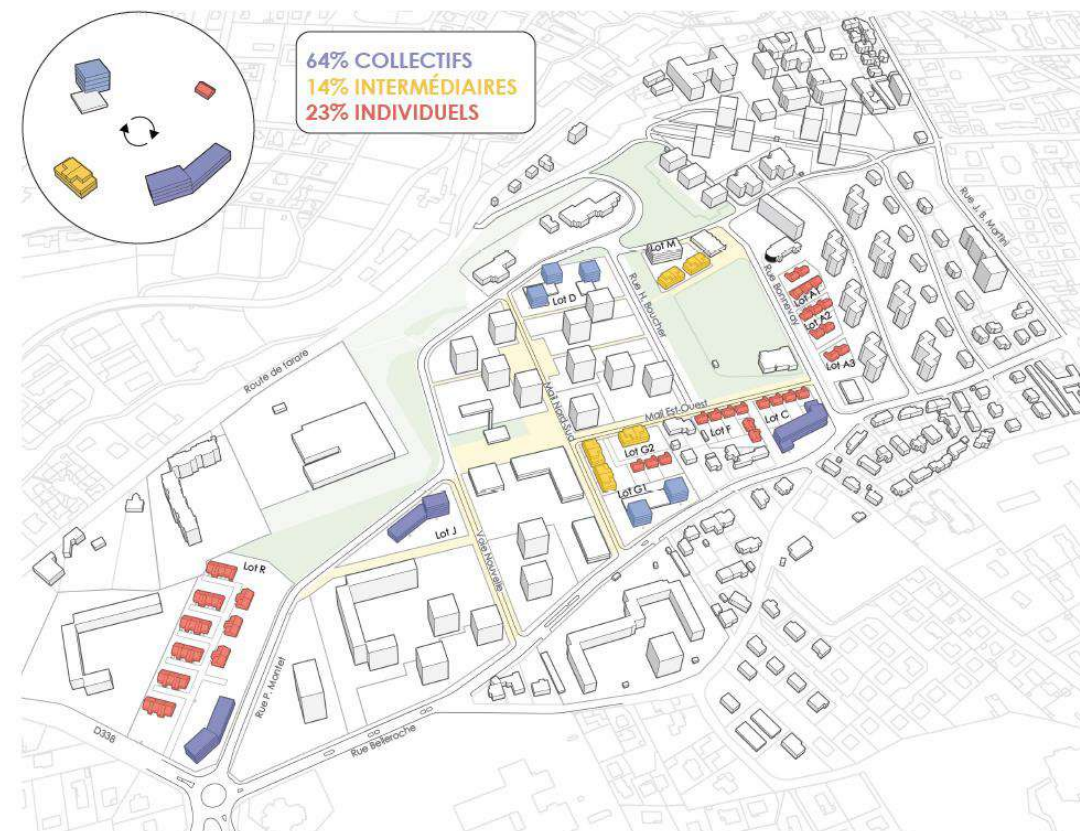 64% COLLECTIFS
14% INTERMÉDIAIRES
23% INDIVIDUELS
Rue J. B. Martini
Lot M
Rue Bonnevay
Rue H. Boucher
Lot D
Lot A1
Lot A2
Lot A3
Route de tarare
Mail Nord-Sud
Mail Est-Ouest
Lot C
Lot F
Lot G2
Lot G1
Lot J
Voie Nouvelle
Lot R
Rue P. Montet
D338
Rue Belleroche